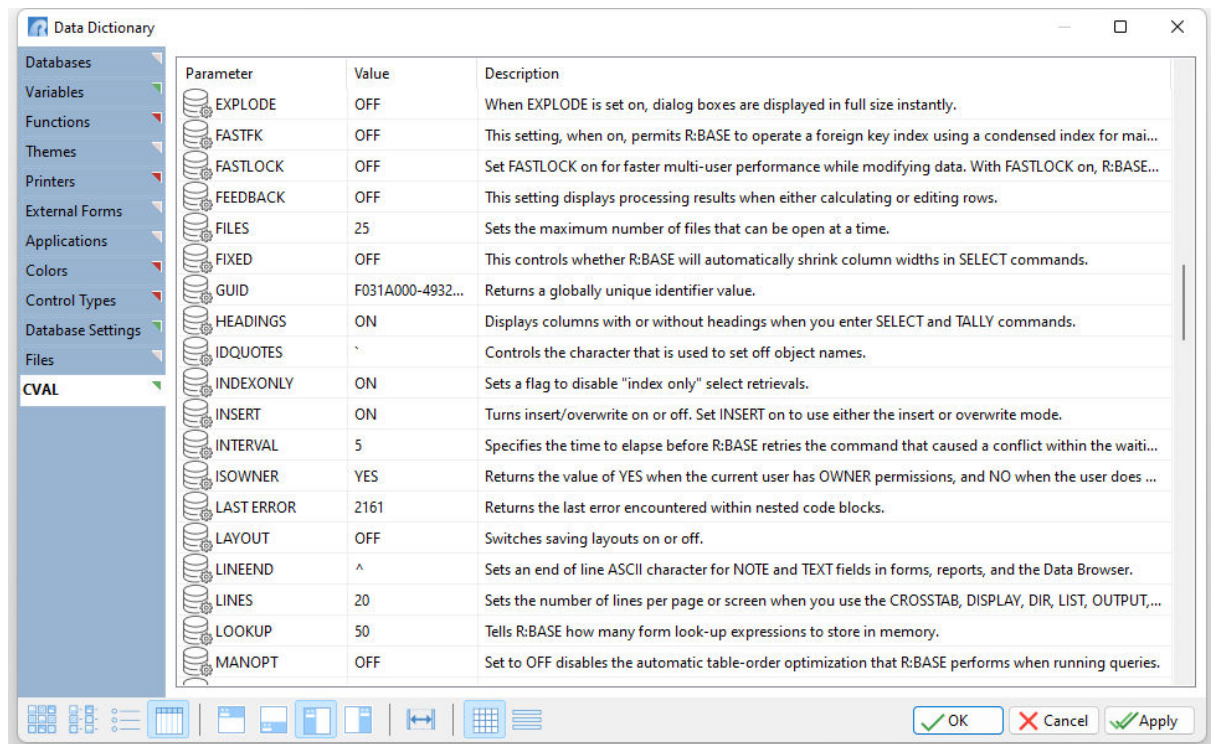 Data Dictionary
Databases
Variables
Functions
Themes
Printers
External Forms
Applications
Colors
Control Types
Database Settings
Files
CVAL
Parameter Value Description
EXPLODE OFF When EXPLODE is set on, dialog boxes are displayed in full size instantly.
FASTFK OFF This setting, when on, permits R:BASE to operate a foreign key index using a condensed index for mai...
FASTLOCK OFF Set FASTLOCK on for faster multi-user performance while modifying data. With FASTLOCK on, R:BASE...
FEEDBACK OFF This setting displays processing results when either calculating or editing rows.
FILES 25 Sets the maximum number of files that can be open at a time.
FIXED OFF This controls whether R:BASE will automatically shrink column widths in SELECT commands.
GUID F031A000-4932... Returns a globally unique identifier value.
HEADINGS ON Displays columns with or without headings when you enter SELECT and TALLY commands.
IDQUOTES ` Controls the character that is used to set off object names.
INDEXONLY ON Sets a flag to disable "index only" select retrievals.
INSERT ON Turns insert/overwrite on or off. Set INSERT on to use either the insert or overwrite mode.
INTERVAL 5 Specifies the time to elapse before R:BASE retries the command that caused a conflict within the waiti...
ISOWNER YES Returns the value of YES when the current user has OWNER permissions, and NO when the user does ...
LAST ERROR 2161 Returns the last error encountered within nested code blocks.
LAYOUT OFF Switches saving layouts on or off.
LINEEND ^ Sets an end of line ASCII character for NOTE and TEXT fields in forms, reports, and the Data Browser.
LINES 20 Sets the number of lines per page or screen when you use the CROSSTAB, DISPLAY, DIR, LIST, OUTPUT,...
LOOKUP 50 Tells R:BASE how many form look-up expressions to store in memory.
MANOPT OFF Set to OFF disables the automatic table-order optimization that R:BASE performs when running queries.
OK Cancel Apply